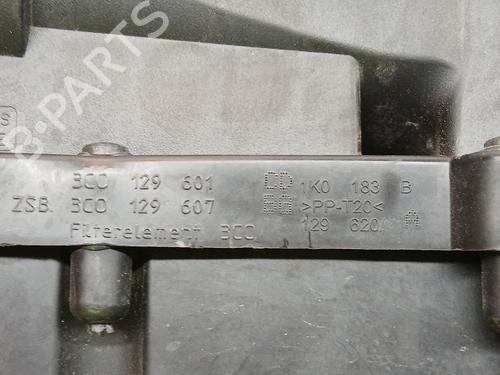 B-PARTS
S
3C0 129 601
ZSB 3C0 129 607
Filterelement 3C0
1K0 183 B
>PP-T20<
129 620 A